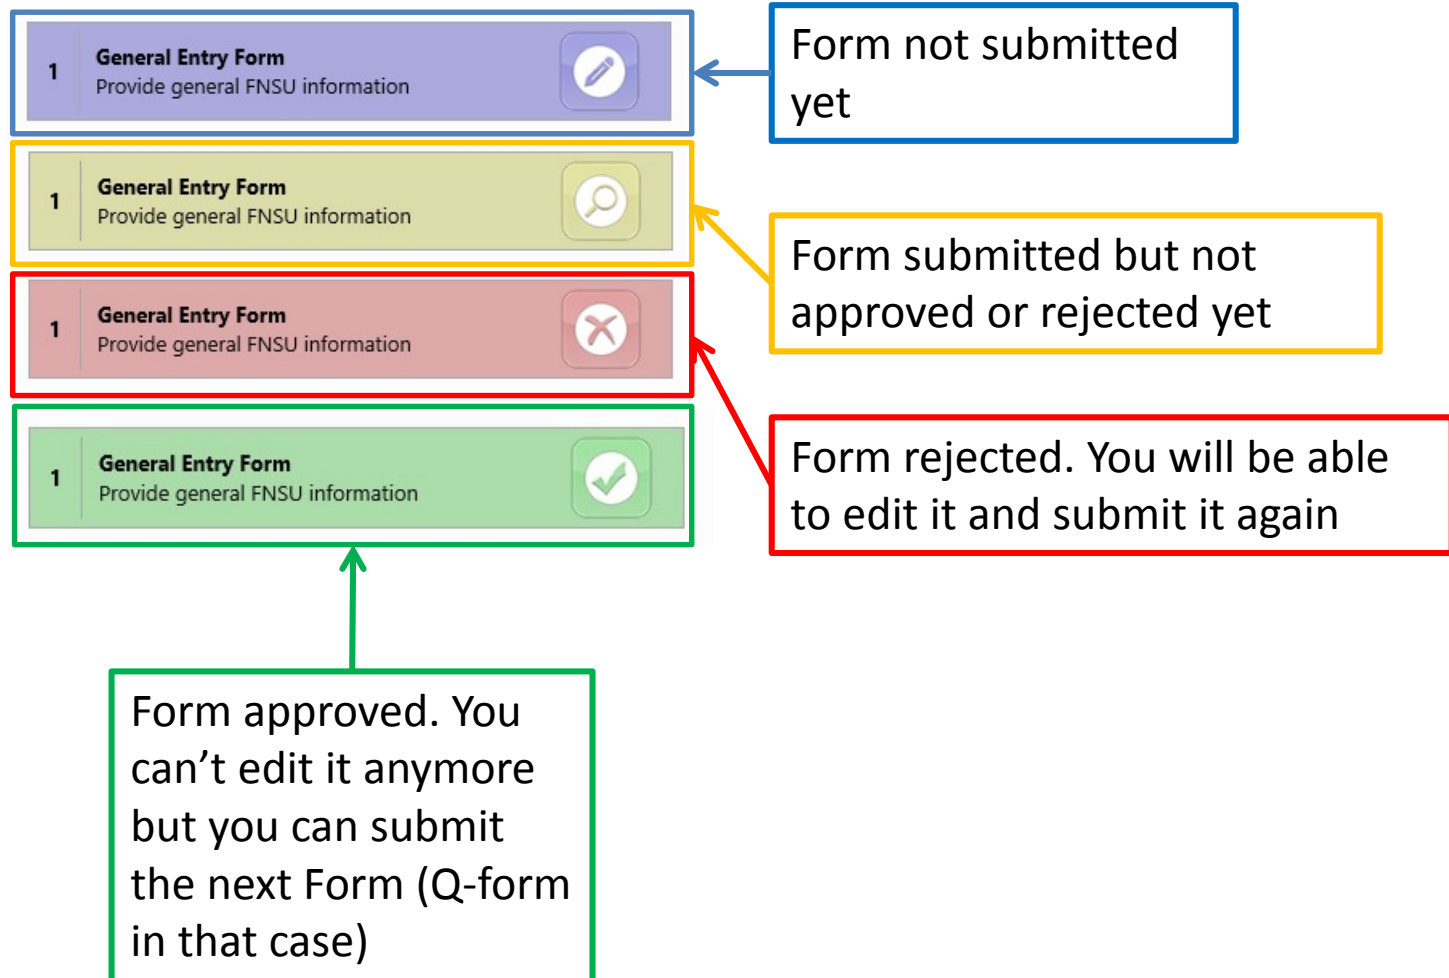 1
General Entry Form
Provide general FNSU information
Form not submitted
yet
1
General Entry Form
Provide general FNSU information
Form submitted but not
approved or rejected yet
1
General Entry Form
Provide general FNSU information
Form rejected. You will be able
to edit it and submit it again
1
General Entry Form
Provide general FNSU information
Form approved. You
can’t edit it anymore
but you can submit
the next Form (Q-form
in that case)